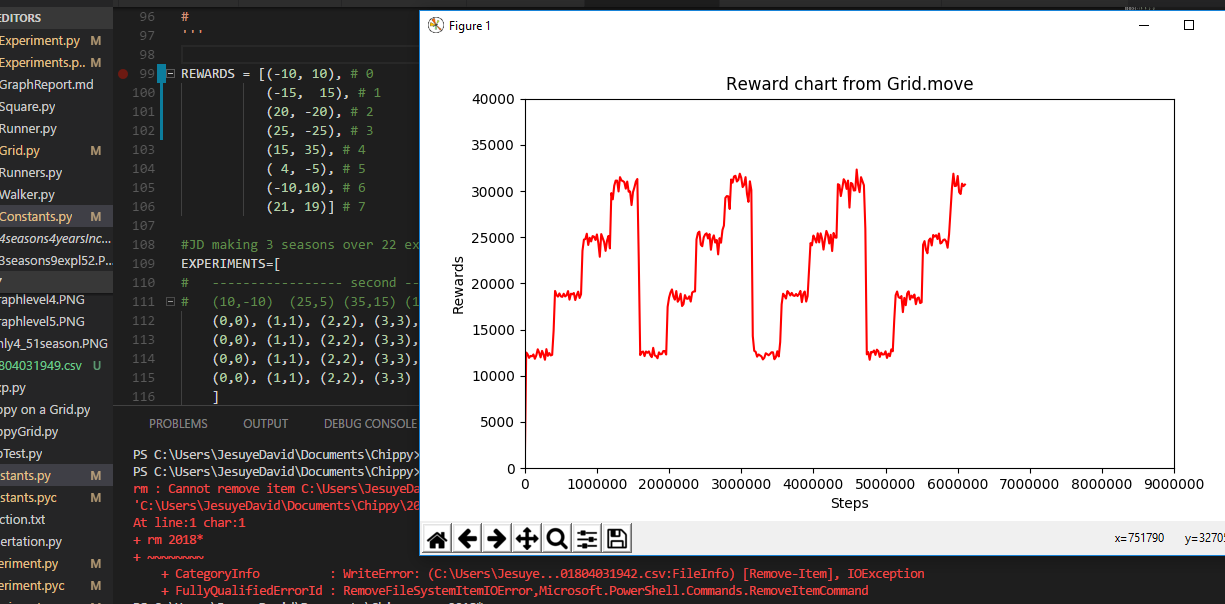 EDITORS
Experiment.py M
Experiments.p.. M
GraphReport.md
Square.py
Runner.py
Grid.py M
Runners.py
Walker.py
Constants.py M
4seasons4yearsInc...
3seasons9expl52.P...
raphlevel4.PNG
raphlevel5.PNG
nly4_51season.PNG
804031949.csv U
p.py
ppy on a Grid.py
ppyGrid.py
Test.py
stants.py M
stants.pyc M
ction.txt
ertation.py
eriment.py M
eriment.pyc M
96 #
97 '''
98
99 REWARDS = [(-10, 10), # 0
100 (-15,  15), # 1
101 (20, -20), # 2
102 (25, -25), # 3
103 (15, 35), # 4
104 ( 4, -5), # 5
105 (-10,10), # 6
106 (21, 19)] # 7
107
108 #JD making 3 seasons over 22 ex
109 EXPERIMENTS=[
110 # ----------------- second --
111 # (10,-10)  (25,5) (35,15) (1
112 (0,0), (1,1), (2,2), (3,3),
113 (0,0), (1,1), (2,2), (3,3),
114 (0,0), (1,1), (2,2), (3,3),
115 (0,0), (1,1), (2,2), (3,3)
116 ]
PROBLEMS OUTPUT DEBUG CONSOLE
PS C:\Users\JesuyeDavid\Documents\Chippy>
PS C:\Users\JesuyeDavid\Documents\Chippy>
rm : Cannot remove item C:\Users\JesuyeDa
'C:\Users\JesuyeDavid\Documents\Chippy\20
At line:1 char:1
+ rm 2018*
+ ~~~~~~~~
+ CategoryInfo : WriteError: (C:\Users\Jesuye...01804031942.csv:FileInfo) [Remove-Item], IOException
+ FullyQualifiedErrorId : RemoveFileSystemItemIOError,Microsoft.PowerShell.Commands.RemoveItemCommand
Figure 1
Reward chart from Grid.move
40000
35000
30000
25000
20000
15000
10000
5000
0
Rewards
0 1000000 2000000 3000000 4000000 5000000 6000000 7000000 8000000 9000000
Steps
x=751790 y=3270